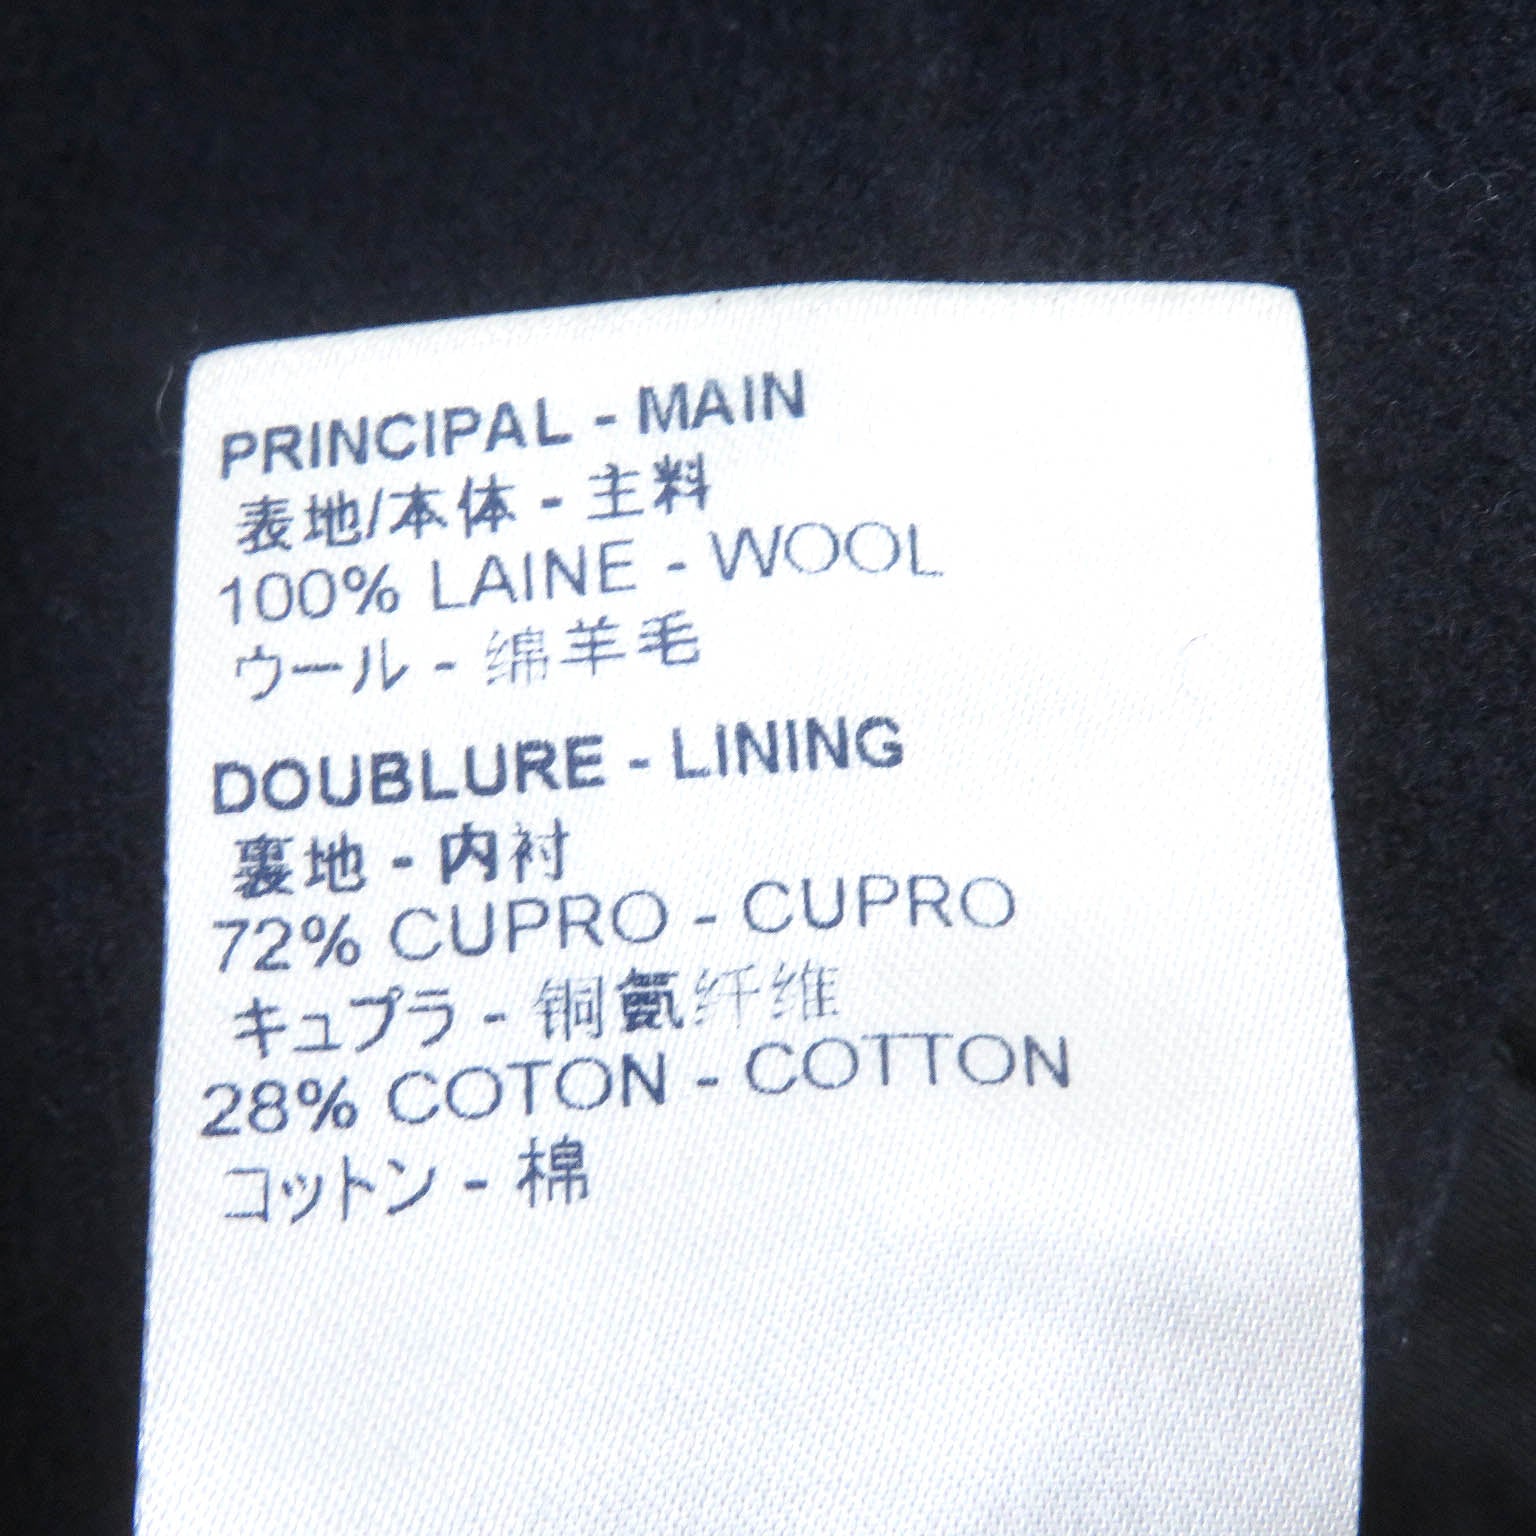 PRINCIPAL - MAIN
表地/本体 - 主料
100% LAINE - WOOL
ウール - 绵羊毛
DOUBLURE - LINING
裏地 - 内衬
72% CUPRO - CUPRO
キュプラ - 铜氨纤维
28% COTON - COTTON
コットン - 棉